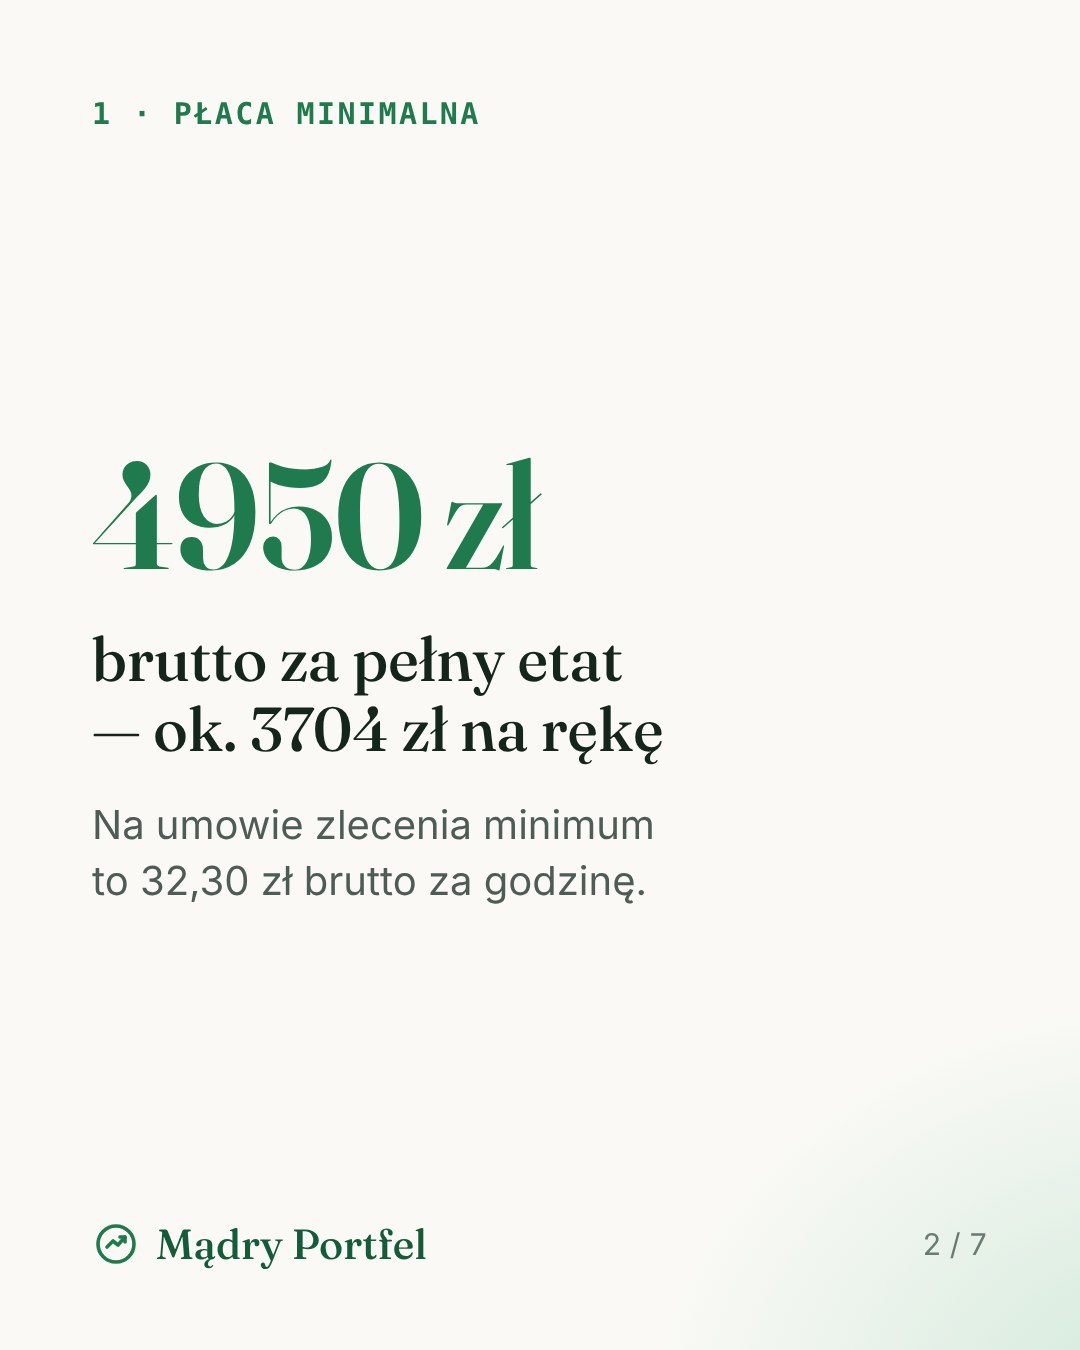 1 · PŁACA MINIMALNA
4950 zł
brutto za pełny etat
— ok. 3704 zł na rękę
Na umowie zlecenia minimum
to 32,30 zł brutto za godzinę.
Mądry Portfel
2 / 7